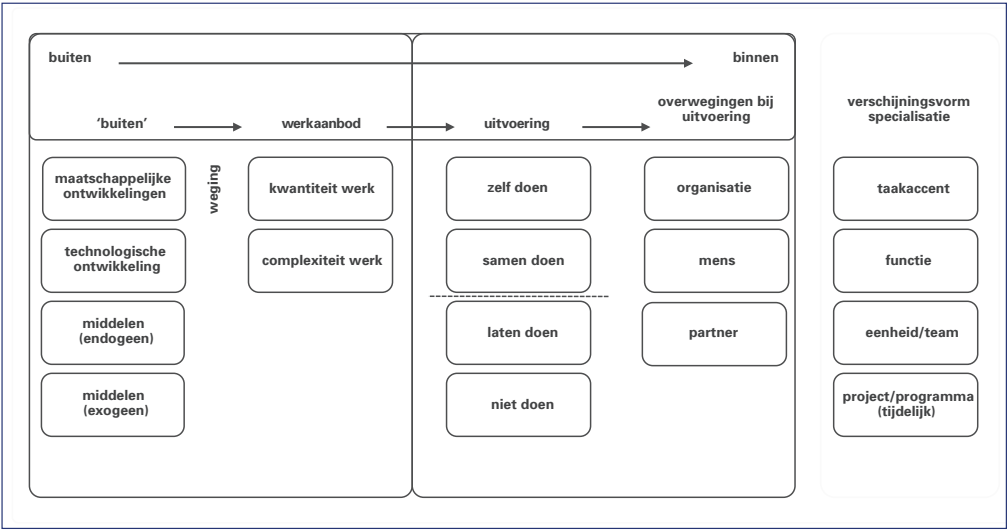 buiten
binnen
'buiten'
werkaanbod
uitvoering
overwegingen bij
uitvoering
verschijningsvorm
specialisatie
maatschappelijke
ontwikkelingen
technologische
ontwikkeling
middelen
(endogeen)
middelen
(exogeen)
weging
kwantiteit werk
complexiteit werk
zelf doen
samen doen
laten doen
niet doen
organisatie
mens
partner
taakaccent
functie
eenheid/team
project/programma
(tijdelijk)